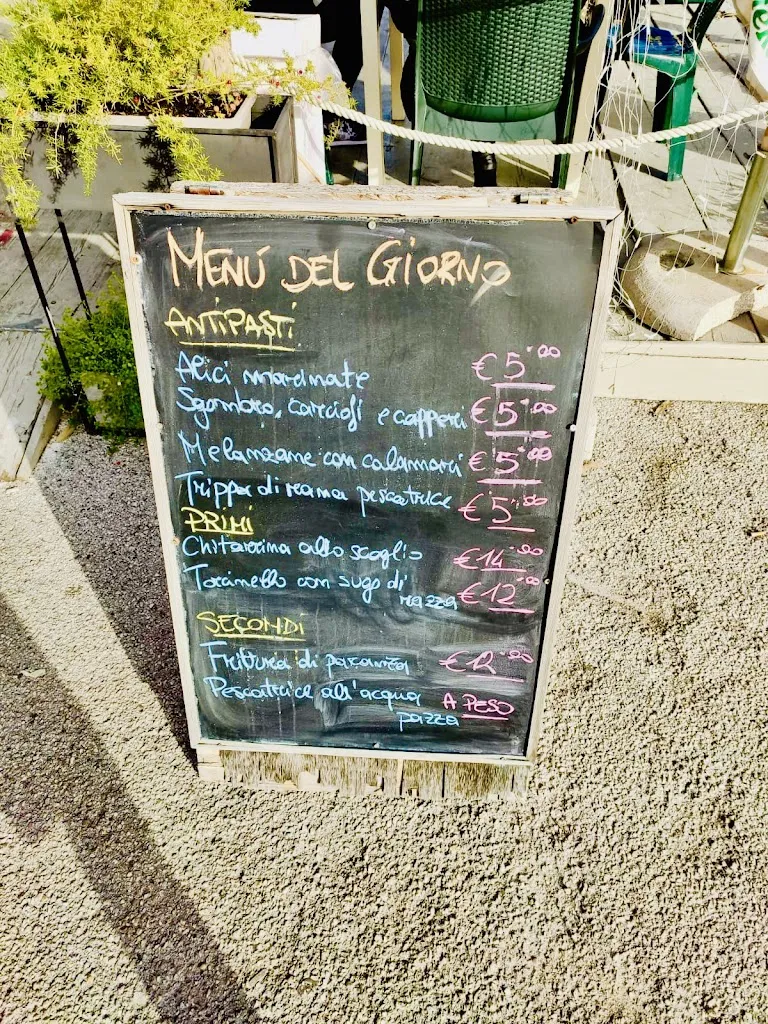 MENÚ DEL GIORNO
ANTIPASTI
Alici marinate € 5,00
Sgombro, carciofi e capperi € 5,00
Melanzane con calamari € 5,00
Trippa di rana pescatrice € 5,00
PRIMI
Chitarrina allo scoglio € 14,00
Tacconella con sugo di € 12,00
razza
SECONDI
Frittura di paranza € 12,00
Pescatrice all'acqua A PESO
pazza